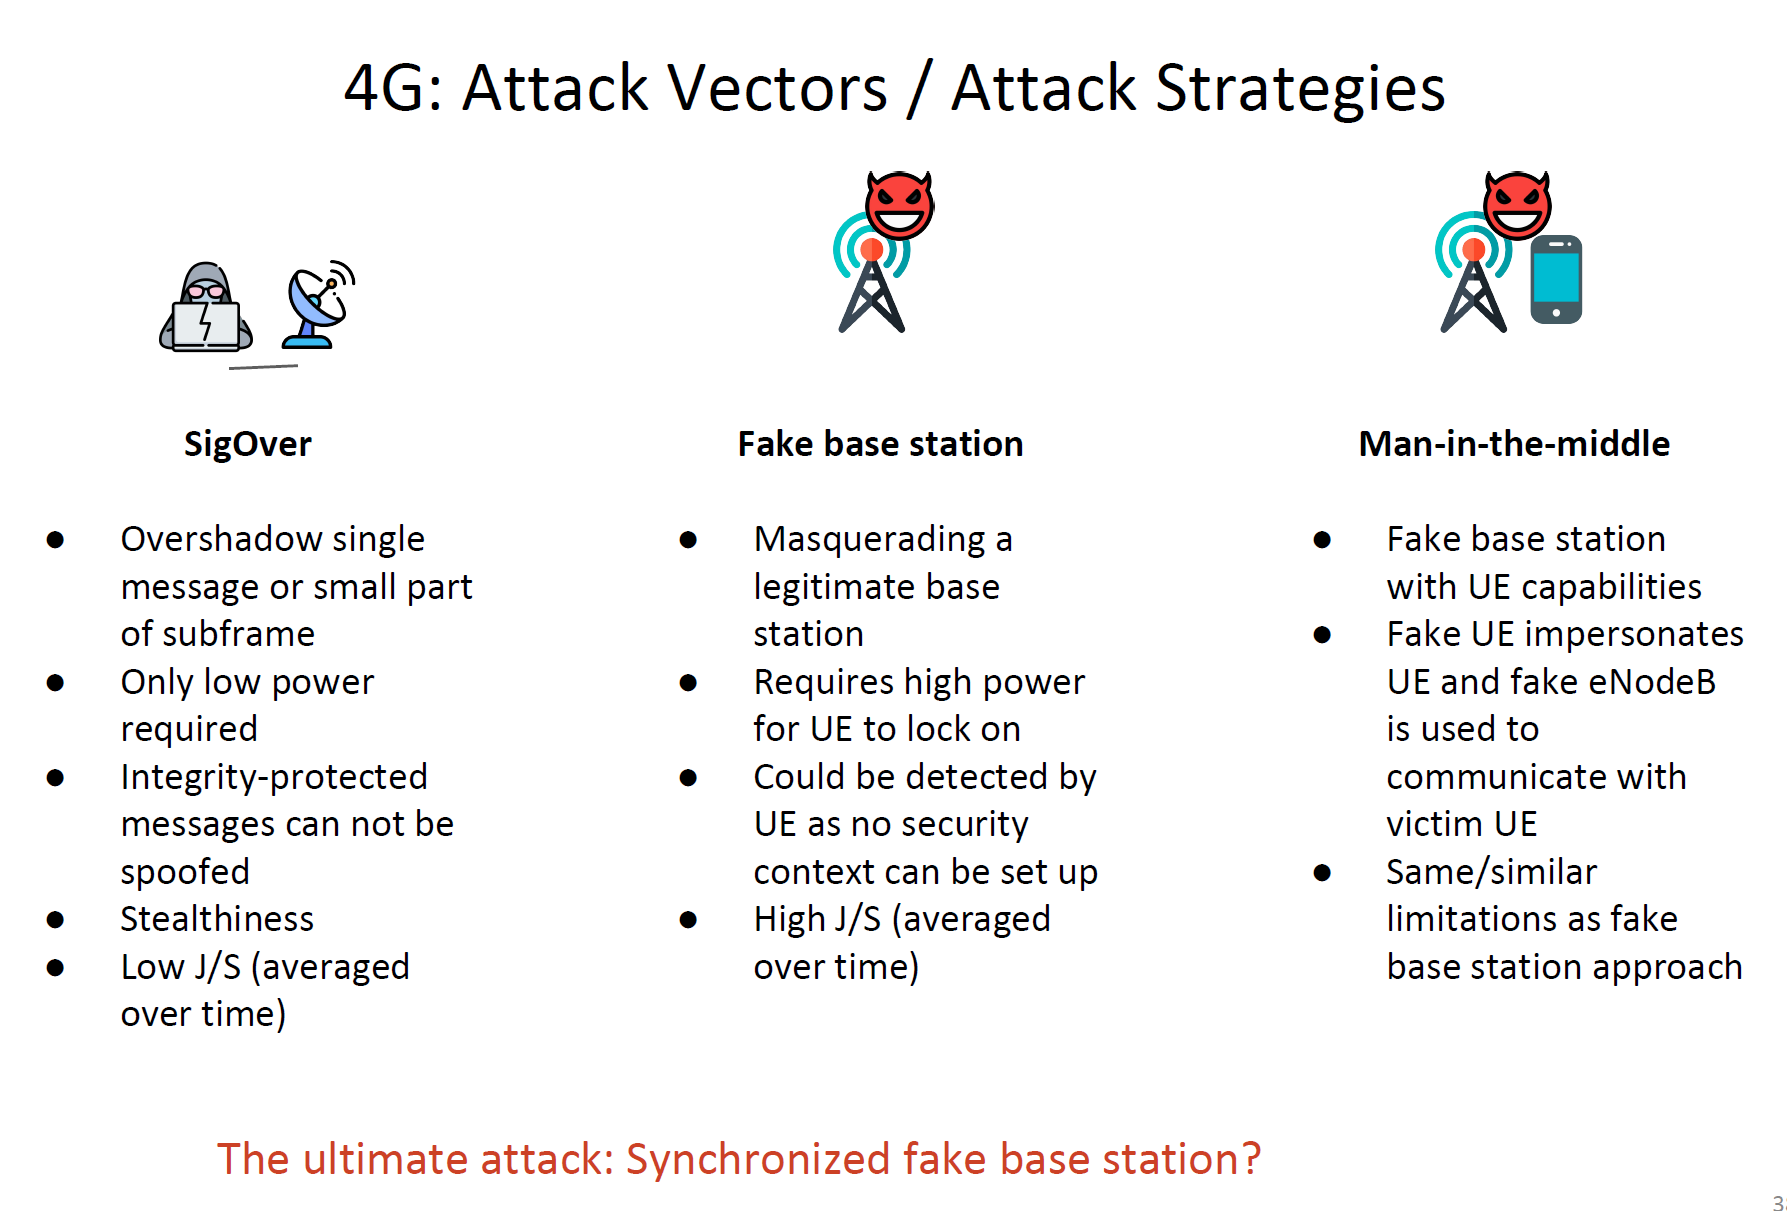 4G: Attack Vectors / Attack Strategies
SigOver
● Overshadow single
message or small part
of subframe
● Only low power
required
● Integrity-protected
messages can not be
spoofed
● Stealthiness
● Low J/S (averaged
over time)
Fake base station
● Masquerading a
legitimate base
station
● Requires high power
for UE to lock on
● Could be detected by
UE as no security
context can be set up
● High J/S (averaged
over time)
Man-in-the-middle
● Fake base station
with UE capabilities
● Fake UE impersonates
UE and fake eNodeB
is used to
communicate with
victim UE
● Same/similar
limitations as fake
base station approach
The ultimate attack: Synchronized fake base station?